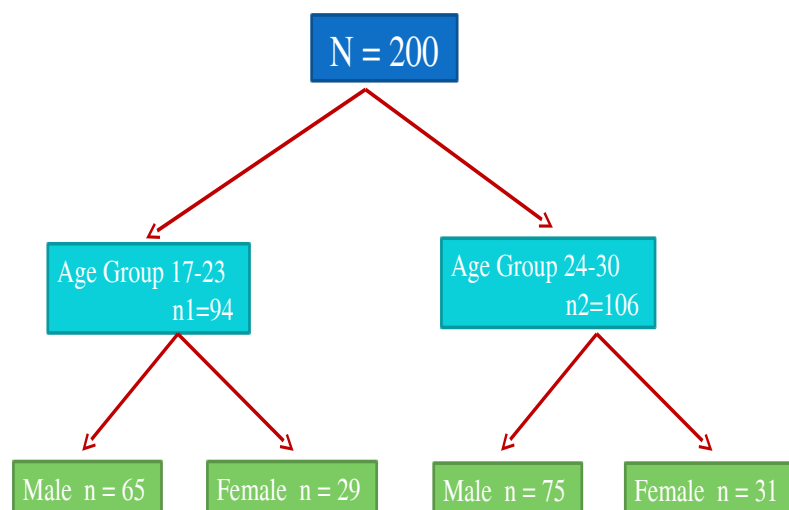 N = 200
Age Group 17-23
n1=94
Age Group 24-30
n2=106
Male  n = 65
Female  n = 29
Male  n = 75
Female  n = 31